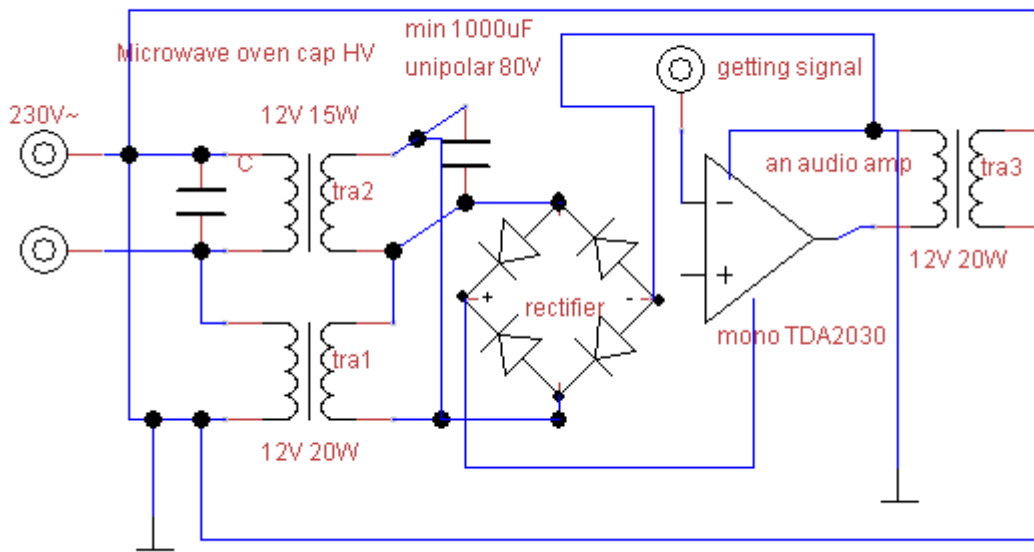 min 1000uF
Microwave oven cap HV
unipolar 80V
getting signal
230V~
12V 15W
C
tra2
an audio amp
tra3
12V 20W
rectifier
+
-
−
+
tra1
mono TDA2030
12V 20W